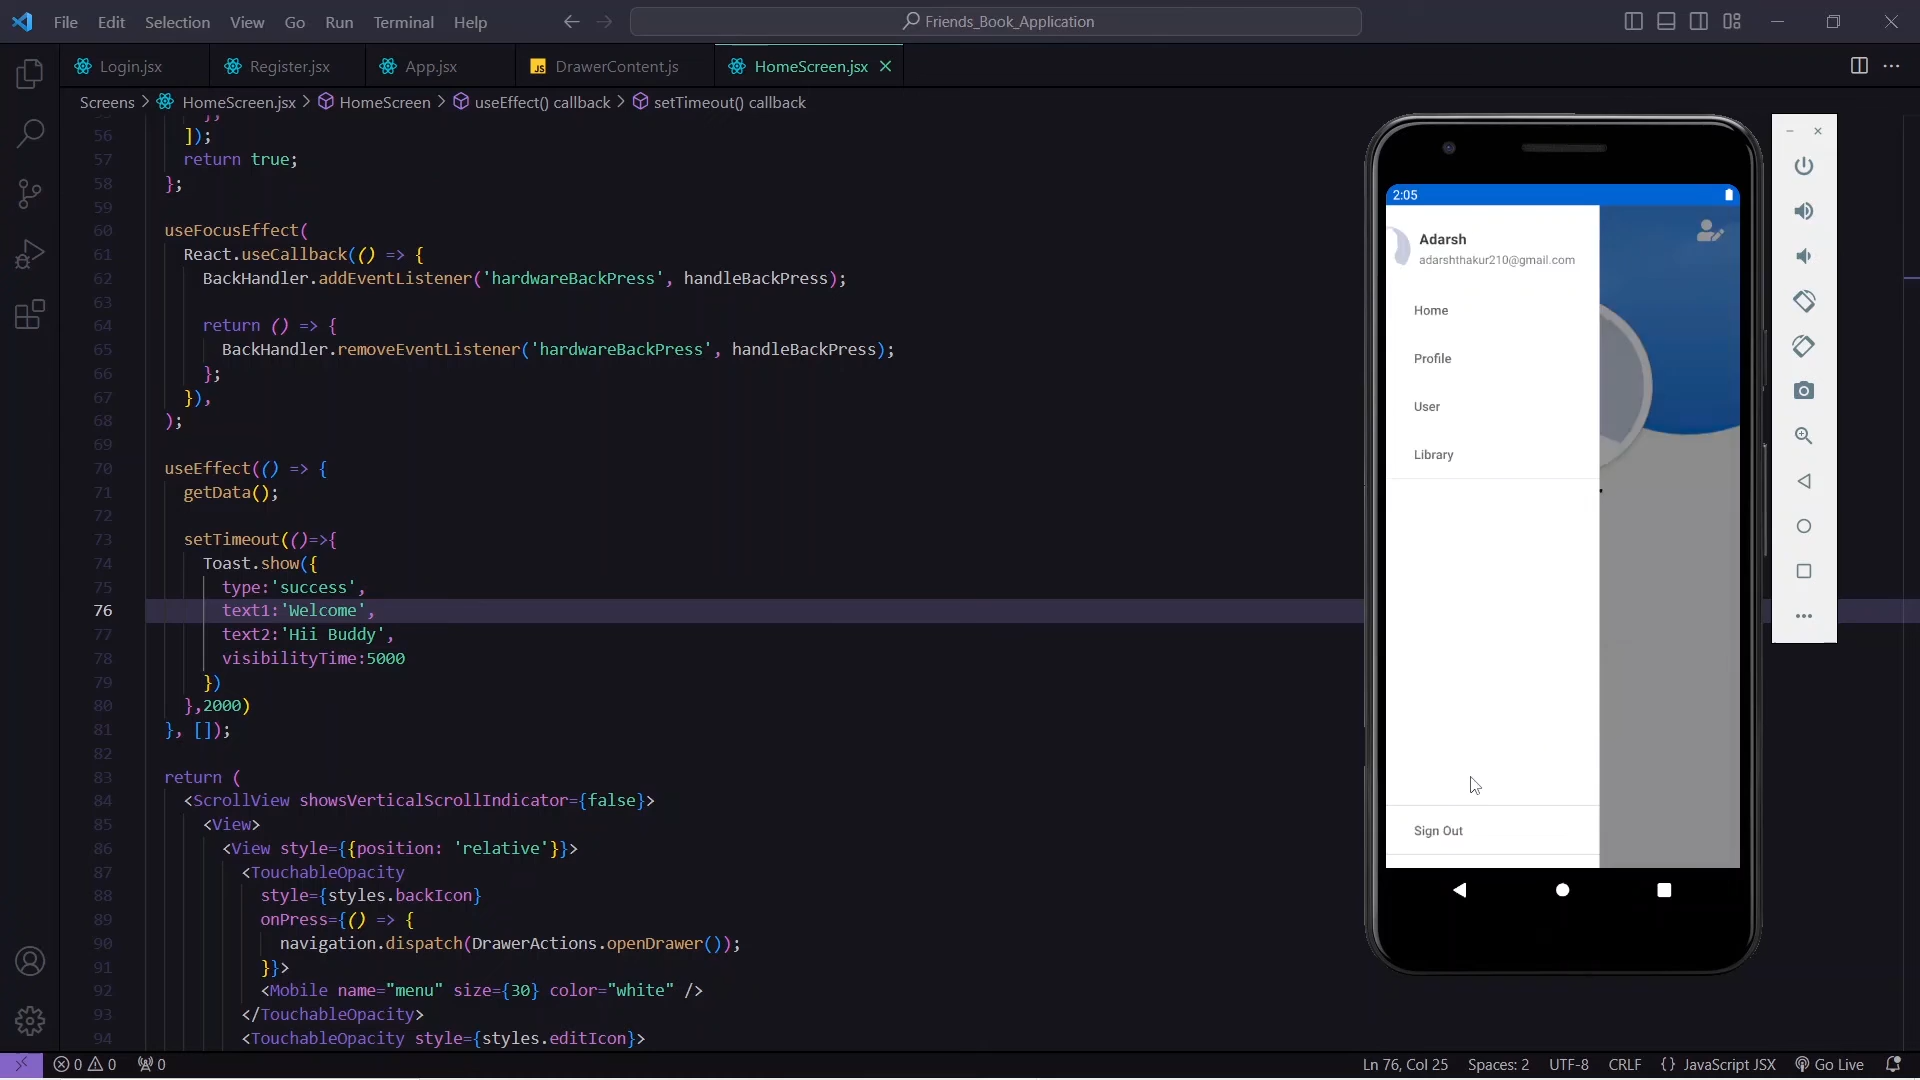 File Edit Selection View Go Run Terminal Help
Friends_Book_Application
Login.jsx Register.jsx App.jsx JS DrawerContent.js HomeScreen.jsx
Screens > HomeScreen.jsx > HomeScreen > useEffect() callback > setTimeout() callback
56 ]);
57 return true;
58 };
59
60 useFocusEffect(
61 React.useCallback(() => {
62 BackHandler.addEventListener('hardwareBackPress', handleBackPress);
63
64 return () => {
65 BackHandler.removeEventListener('hardwareBackPress', handleBackPress);
66 };
67 }),
68 );
69
70 useEffect(() => {
71 getData();
72
73 setTimeout(()=>{
74 Toast.show({
75 type:'success',
76 text1:'Welcome',
77 text2:'Hii Buddy',
78 visibilityTime:5000
79 })
80 },2000)
81 }, []);
82
83 return (
84 <ScrollView showsVerticalScrollIndicator={false}>
85 <View>
86 <View style={{position: 'relative'}}>
87 <TouchableOpacity
88 style={styles.backIcon}
89 onPress={() => {
90 navigation.dispatch(DrawerActions.openDrawer());
91 }}>
92 <Mobile name="menu" size={30} color="white" />
93 </TouchableOpacity>
94 <TouchableOpacity style={styles.editIcon}>
2:05
Adarsh
adarshthakur210@gmail.com
Home
Profile
User
Library
Sign Out
0 0 0 Ln 76, Col 25 Spaces: 2 UTF-8 CRLF {} JavaScript JSX Go Live